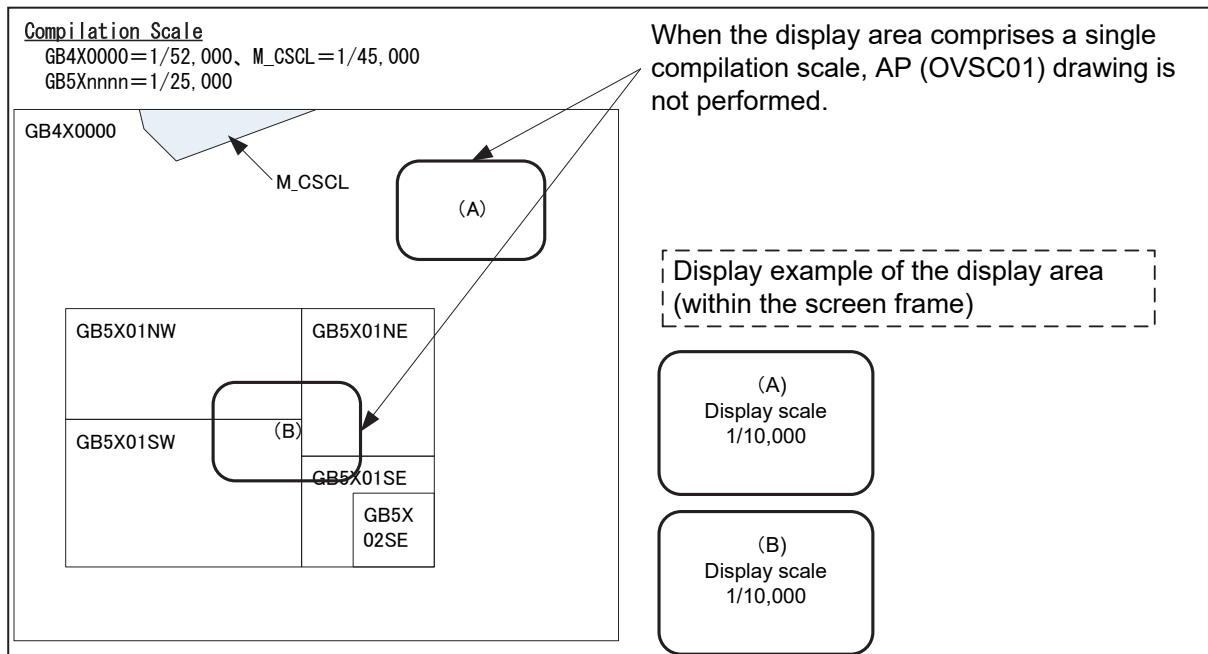 Compilation Scale
GB4X0000＝1/52,000、M_CSCL＝1/45,000
GB5Xnnnn＝1/25,000
When the display area comprises a single
compilation scale, AP (OVSC01) drawing is
not performed.
GB4X0000
M_CSCL
(A)
Display example of the display area
(within the screen frame)
GB5X01NW
GB5X01NE
GB5X01SW
(B)
GB5X01SE
GB5X
02SE
(A)
Display scale
1/10,000
(B)
Display scale
1/10,000